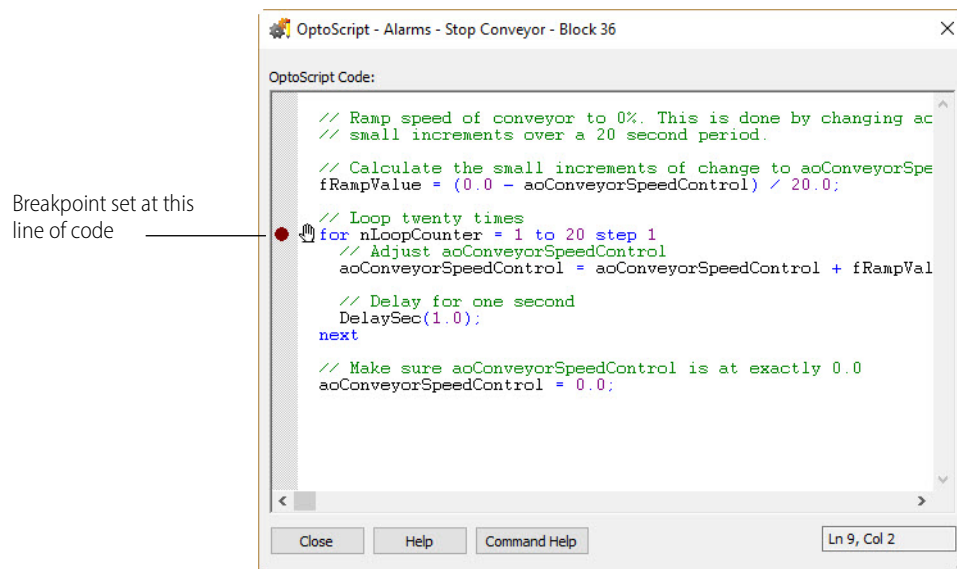 OptoScript - Alarms - Stop Conveyor - Block 36
OptoScript Code:
// Ramp speed of conveyor to 0%. This is done by changing ac
// small increments over a 20 second period.
// Calculate the small increments of change to aoConveyorSpe
fRampValue = (0.0 - aoConveyorSpeedControl) / 20.0;
Breakpoint set at this
line of code
// Loop twenty times
for nLoopCounter = 1 to 20 step 1
// Adjust aoConveyorSpeedControl
aoConveyorSpeedControl = aoConveyorSpeedControl + fRampVal
// Delay for one second
DelaySec(1.0);
next
// Make sure aoConveyorSpeedControl is at exactly 0.0
aoConveyorSpeedControl = 0.0;
Close Help Command Help Ln 9, Col 2